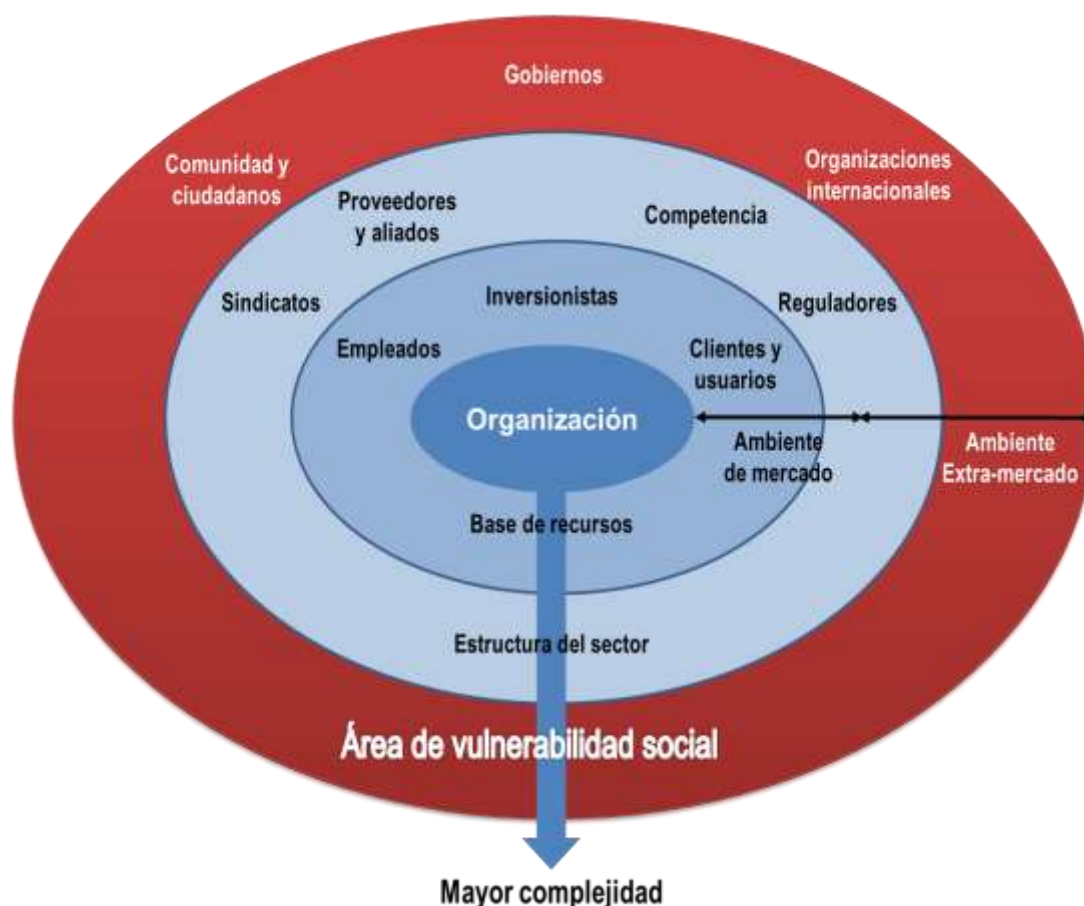 Gobiernos
Comunidad y
ciudadanos
Organizaciones
internacionales
Proveedores
y aliados
Competencia
Sindicatos
Inversionistas
Reguladores
Empleados
Clientes y
usuarios
Organización
Ambiente
de mercado
Ambiente
Extra-mercado
Base de recursos
Estructura del sector
Área de vulnerabilidad social
Mayor complejidad